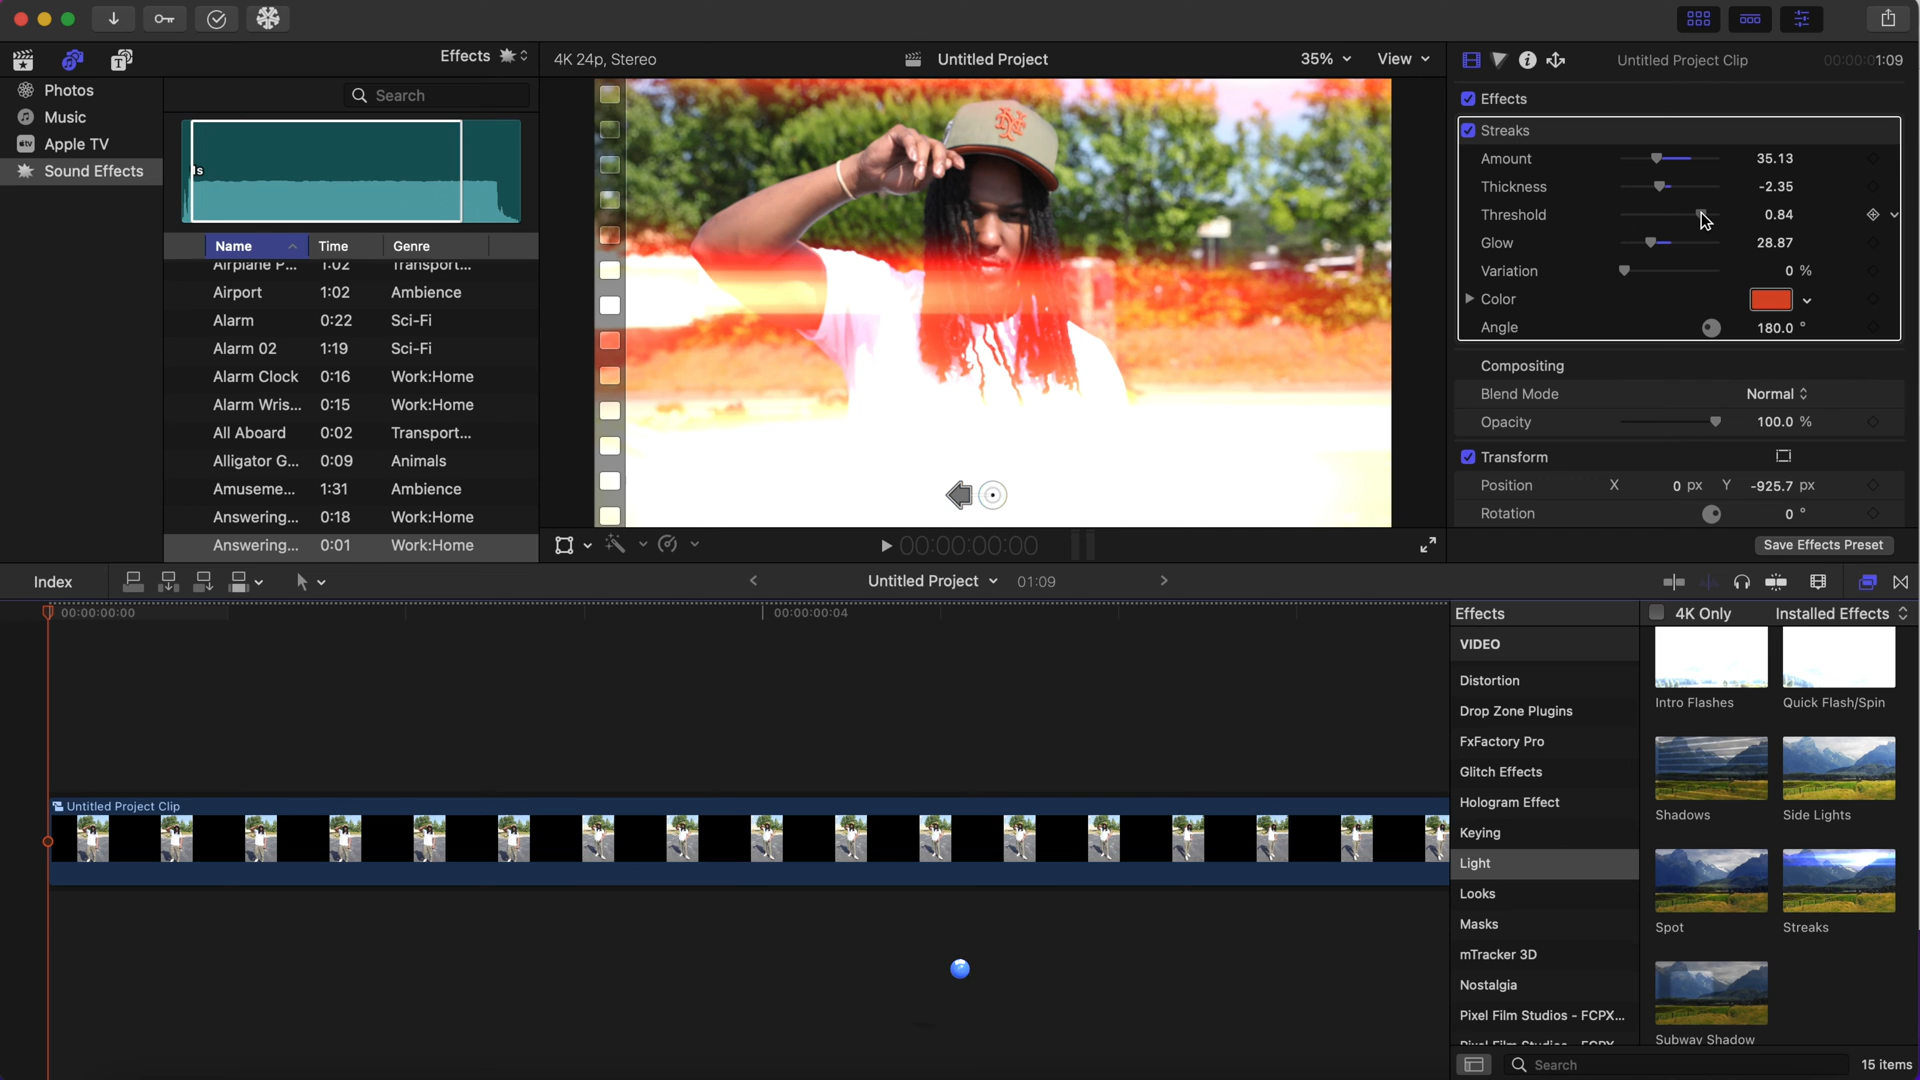 Effects
4K 24p, Stereo
Untitled Project
35%
View
Untitled Project Clip
00:00:01:09
Photos
Music
Apple TV
Sound Effects
Search
ls
Name
Time
Genre
Airplane P...
1:02
Transport...
Airport
1:02
Ambience
Alarm
0:22
Sci-Fi
Alarm 02
1:19
Sci-Fi
Alarm Clock
0:16
Work:Home
Alarm Wris...
0:15
Work:Home
All Aboard
0:02
Transport...
Alligator G...
0:09
Animals
Amuseme...
1:31
Ambience
Answering...
0:18
Work:Home
Answering...
0:01
Work:Home
00:00:00:00
Effects
Streaks
Amount
35.13
Thickness
-2.35
Threshold
0.84
Glow
28.87
Variation
0 %
Color
Angle
180.0 °
Compositing
Blend Mode
Normal
Opacity
100.0 %
Transform
Position
X
0 px
Y
-925.7 px
Rotation
0 °
Save Effects Preset
Index
Untitled Project
01:09
00:00:00:00
00:00:00:04
Untitled Project Clip
Effects
4K Only
Installed Effects
VIDEO
Distortion
Drop Zone Plugins
FxFactory Pro
Glitch Effects
Hologram Effect
Keying
Light
Looks
Masks
mTracker 3D
Nostalgia
Pixel Film Studios - FCPX...
Pixel Film Studios - FCPX
Intro Flashes
Quick Flash/Spin
Shadows
Side Lights
Spot
Streaks
Subway Shadow
Search
15 items